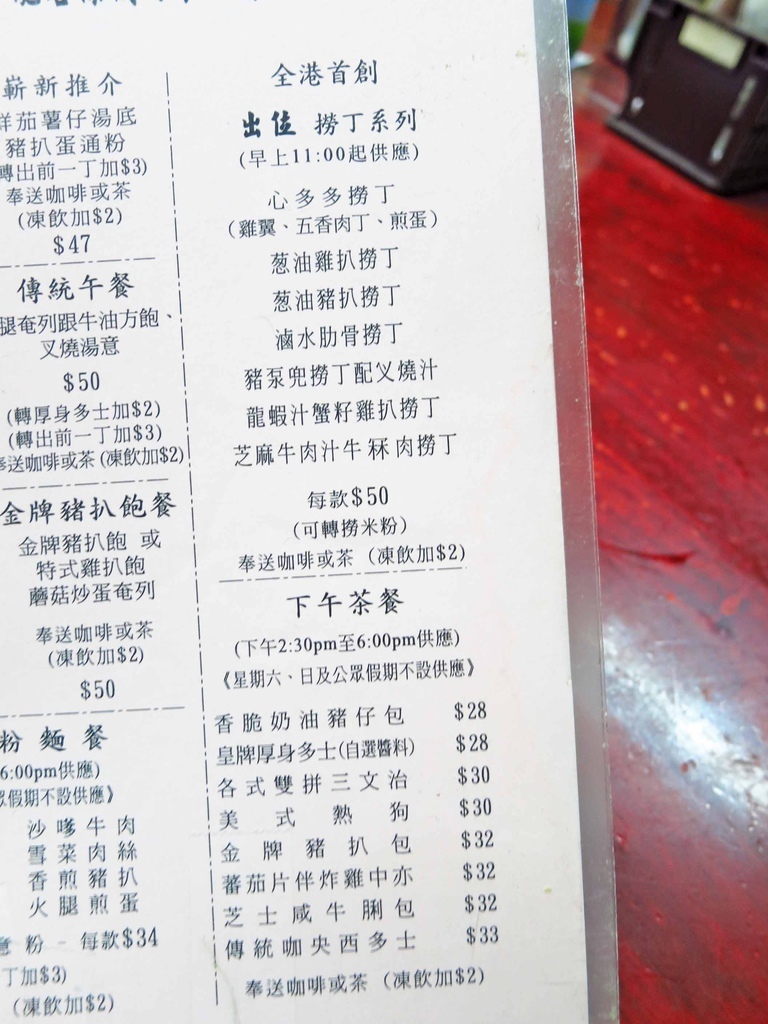 嶄新推介
鮮茄薯仔湯底
豬扒蛋通粉
轉出前一丁加$3)
奉送咖啡或茶
(凍飲加$2)
$47
傳統午餐
腿奄列跟牛油方飽、
叉燒湯意
$50
(轉厚身多士加$2)
(轉出前一丁加$3)
奉送咖啡或茶(凍飲加$2)
金牌豬扒飽餐
金牌豬扒飽 或
特式雞扒飽
蘑菇炒蛋奄列
奉送咖啡或茶
(凍飲加$2)
$50
粉麵餐
6:00pm供應)
眾假期不設供應》
沙嗲牛肉
雪菜肉絲
香煎豬扒
火腿煎蛋
意粉 - 每款$34
丁加$3)
(凍飲加$2)
全港首創
出位 撈丁系列
(早上11:00起供應)
心多多撈丁
(雞翼、五香肉丁、煎蛋)
葱油雞扒撈丁
葱油豬扒撈丁
滷水肋骨撈丁
豬泵兜撈丁配叉燒汁
龍蝦汁蟹籽雞扒撈丁
芝麻牛肉汁牛冧肉撈丁
每款$50
(可轉撈米粉)
奉送咖啡或茶 (凍飲加$2)
下午茶餐
(下午2:30pm至6:00pm供應)
《星期六、日及公眾假期不設供應》
香脆奶油豬仔包 $28
皇牌厚身多士(自選醬料) $28
各式雙拼三文治 $30
美式熱狗 $30
金牌豬扒包 $32
蕃茄片伴炸雞中亦 $32
芝士咸牛脷包 $32
傳統咖央西多士 $33
奉送咖啡或茶 (凍飲加$2)